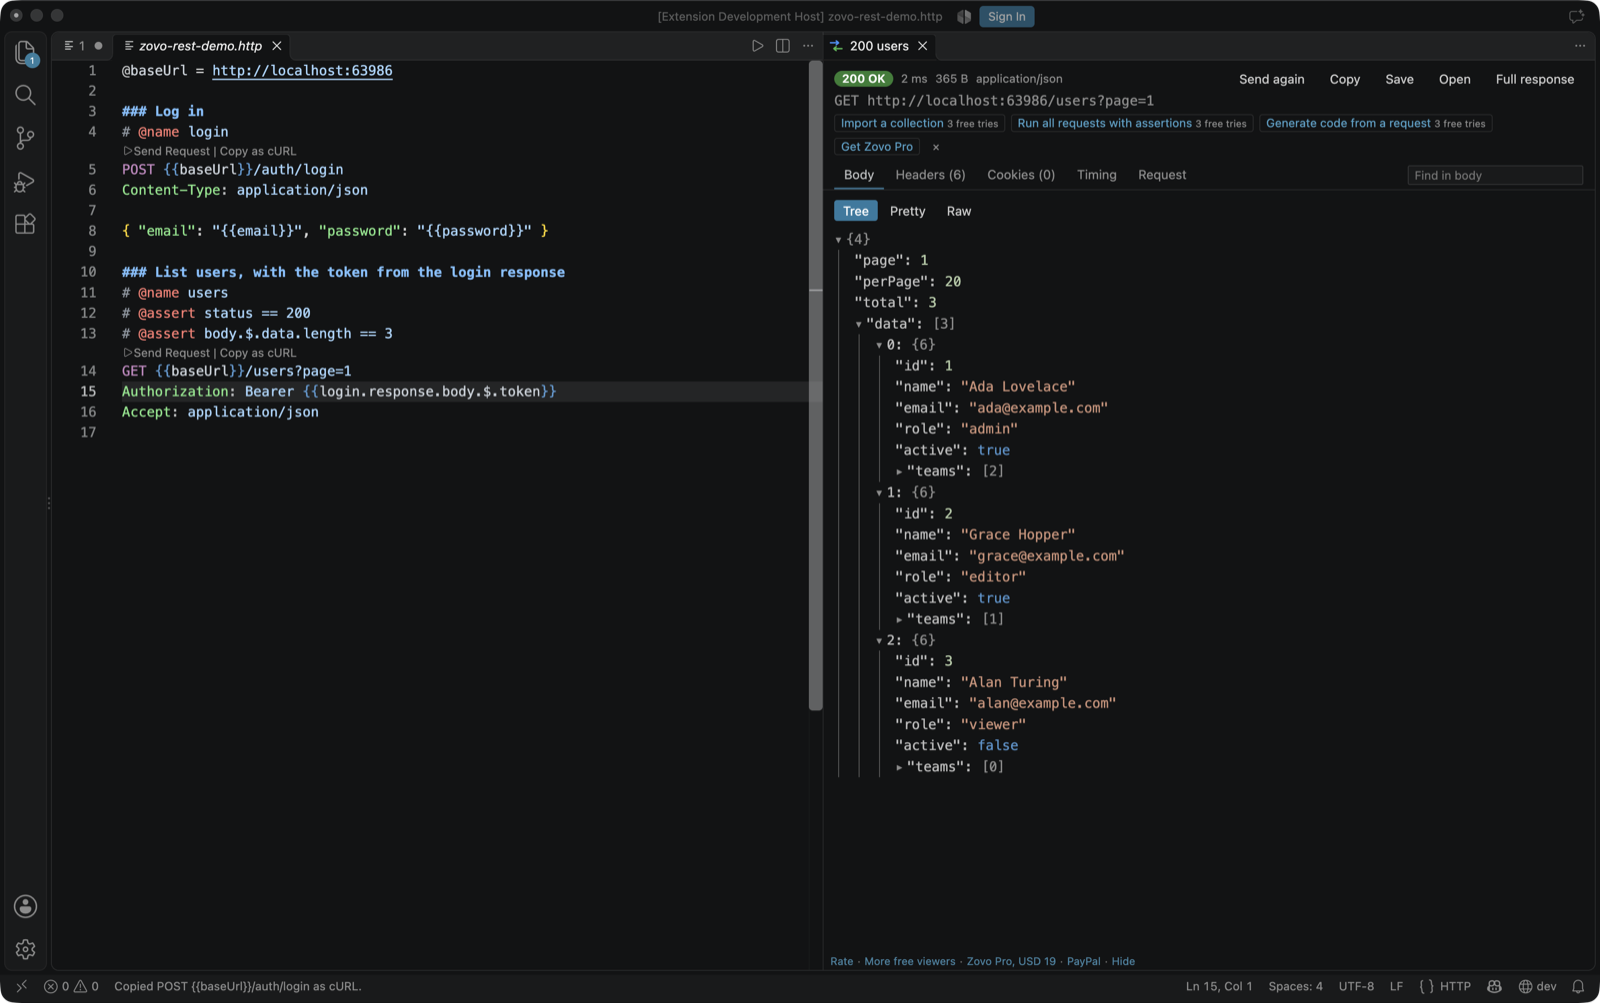 [Extension Development Host] zovo-rest-demo.http
Sign In
1
1
zovo-rest-demo.http
200 users
1 @baseUrl = http://localhost:63986
2
3 ### Log in
4 # @name login
Send Request | Copy as cURL
5 POST {{baseUrl}}/auth/login
6 Content-Type: application/json
7
8 { "email": "{{email}}", "password": "{{password}}" }
9
10 ### List users, with the token from the login response
11 # @name users
12 # @assert status == 200
13 # @assert body.$.data.length == 3
Send Request | Copy as cURL
14 GET {{baseUrl}}/users?page=1
15 Authorization: Bearer {{login.response.body.$.token}}
16 Accept: application/json
17
200 OK 2 ms 365 B application/json
Send again Copy Save Open Full response
GET http://localhost:63986/users?page=1
Import a collection 3 free tries
Run all requests with assertions 3 free tries
Generate code from a request 3 free tries
Get Zovo Pro ×
Body Headers (6) Cookies (0) Timing Request
Find in body
Tree Pretty Raw
{4}
"page": 1
"perPage": 20
"total": 3
"data": [3]
0: {6}
"id": 1
"name": "Ada Lovelace"
"email": "ada@example.com"
"role": "admin"
"active": true
"teams": [2]
1: {6}
"id": 2
"name": "Grace Hopper"
"email": "grace@example.com"
"role": "editor"
"active": true
"teams": [1]
2: {6}
"id": 3
"name": "Alan Turing"
"email": "alan@example.com"
"role": "viewer"
"active": false
"teams": [0]
Rate · More free viewers · Zovo Pro, USD 19 · PayPal · Hide
0 0 Copied POST {{baseUrl}}/auth/login as cURL.
Ln 15, Col 1 Spaces: 4 UTF-8 LF { } HTTP dev